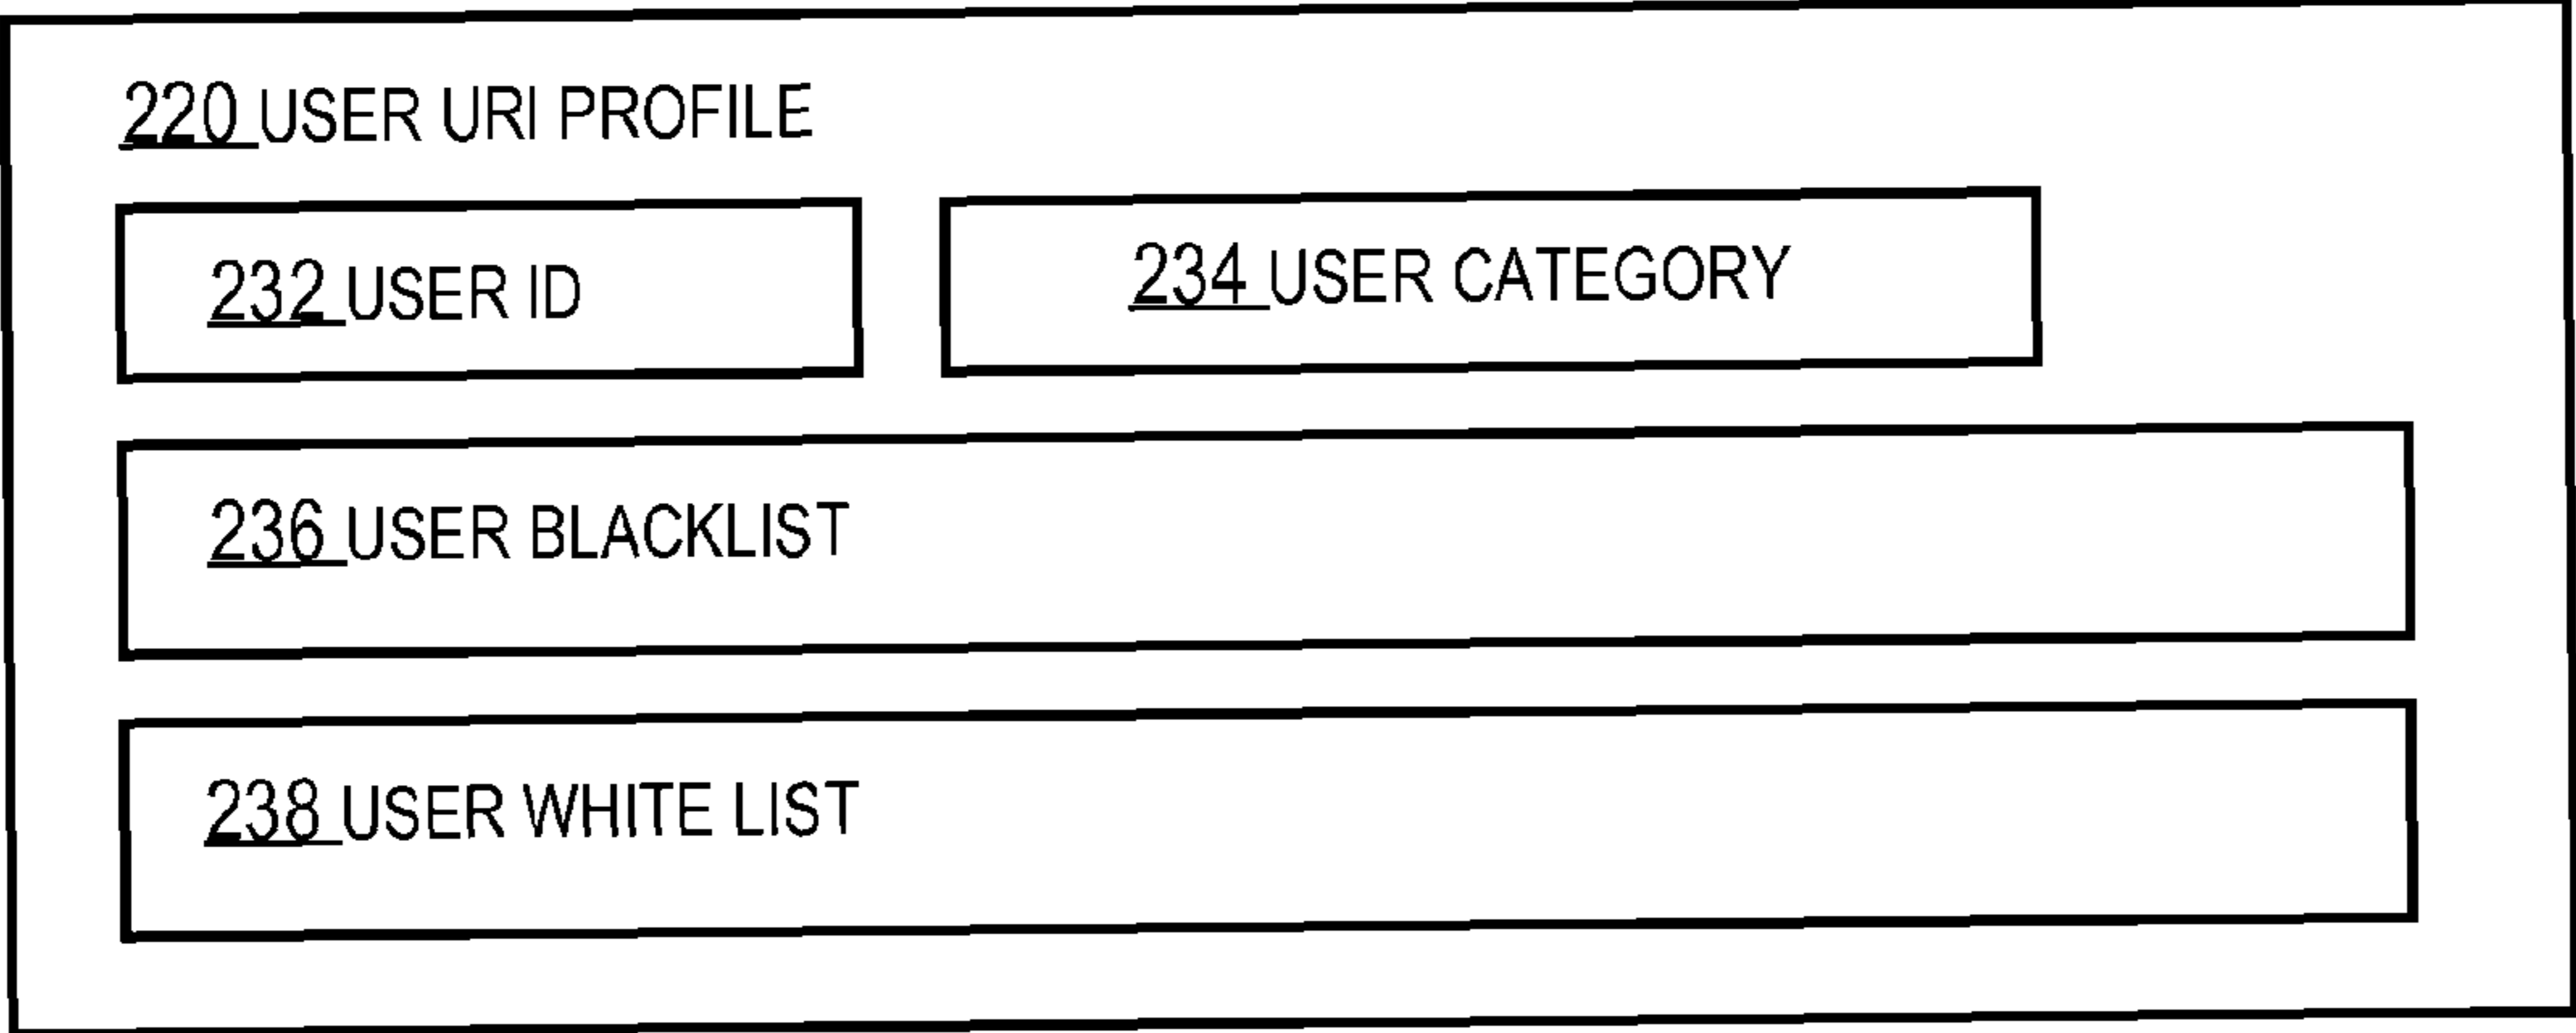 220 USER URI PROFILE
232 USER ID
234 USER CATEGORY
236 USER BLACKLIST
238 USER WHITE LIST